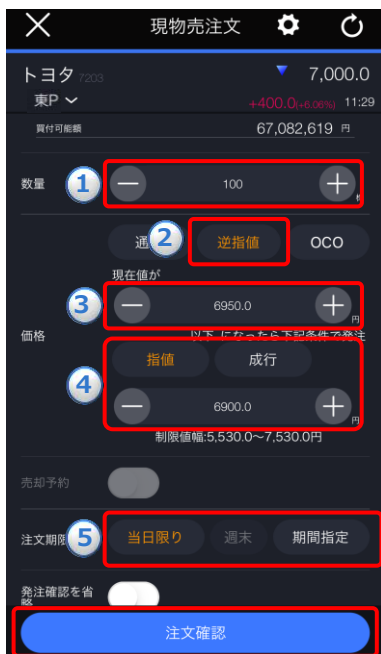 現物売注文
トヨタ 7203
▼ 7,000.0
東P
+400.0(+6.06%) 11:29
買付可能額 67,082,619 円
数量 ① 100
② 逆指値 OCO
現在値が
③ 6950.0 円
価格 以下 になったら下記条件で発注
④ 指値 成行
6900.0 円
制限値幅:5,530.0~7,530.0円
売却予約
注文期限 ⑤ 当日限り 週末 期間指定
発注確認を省
略
注文確認